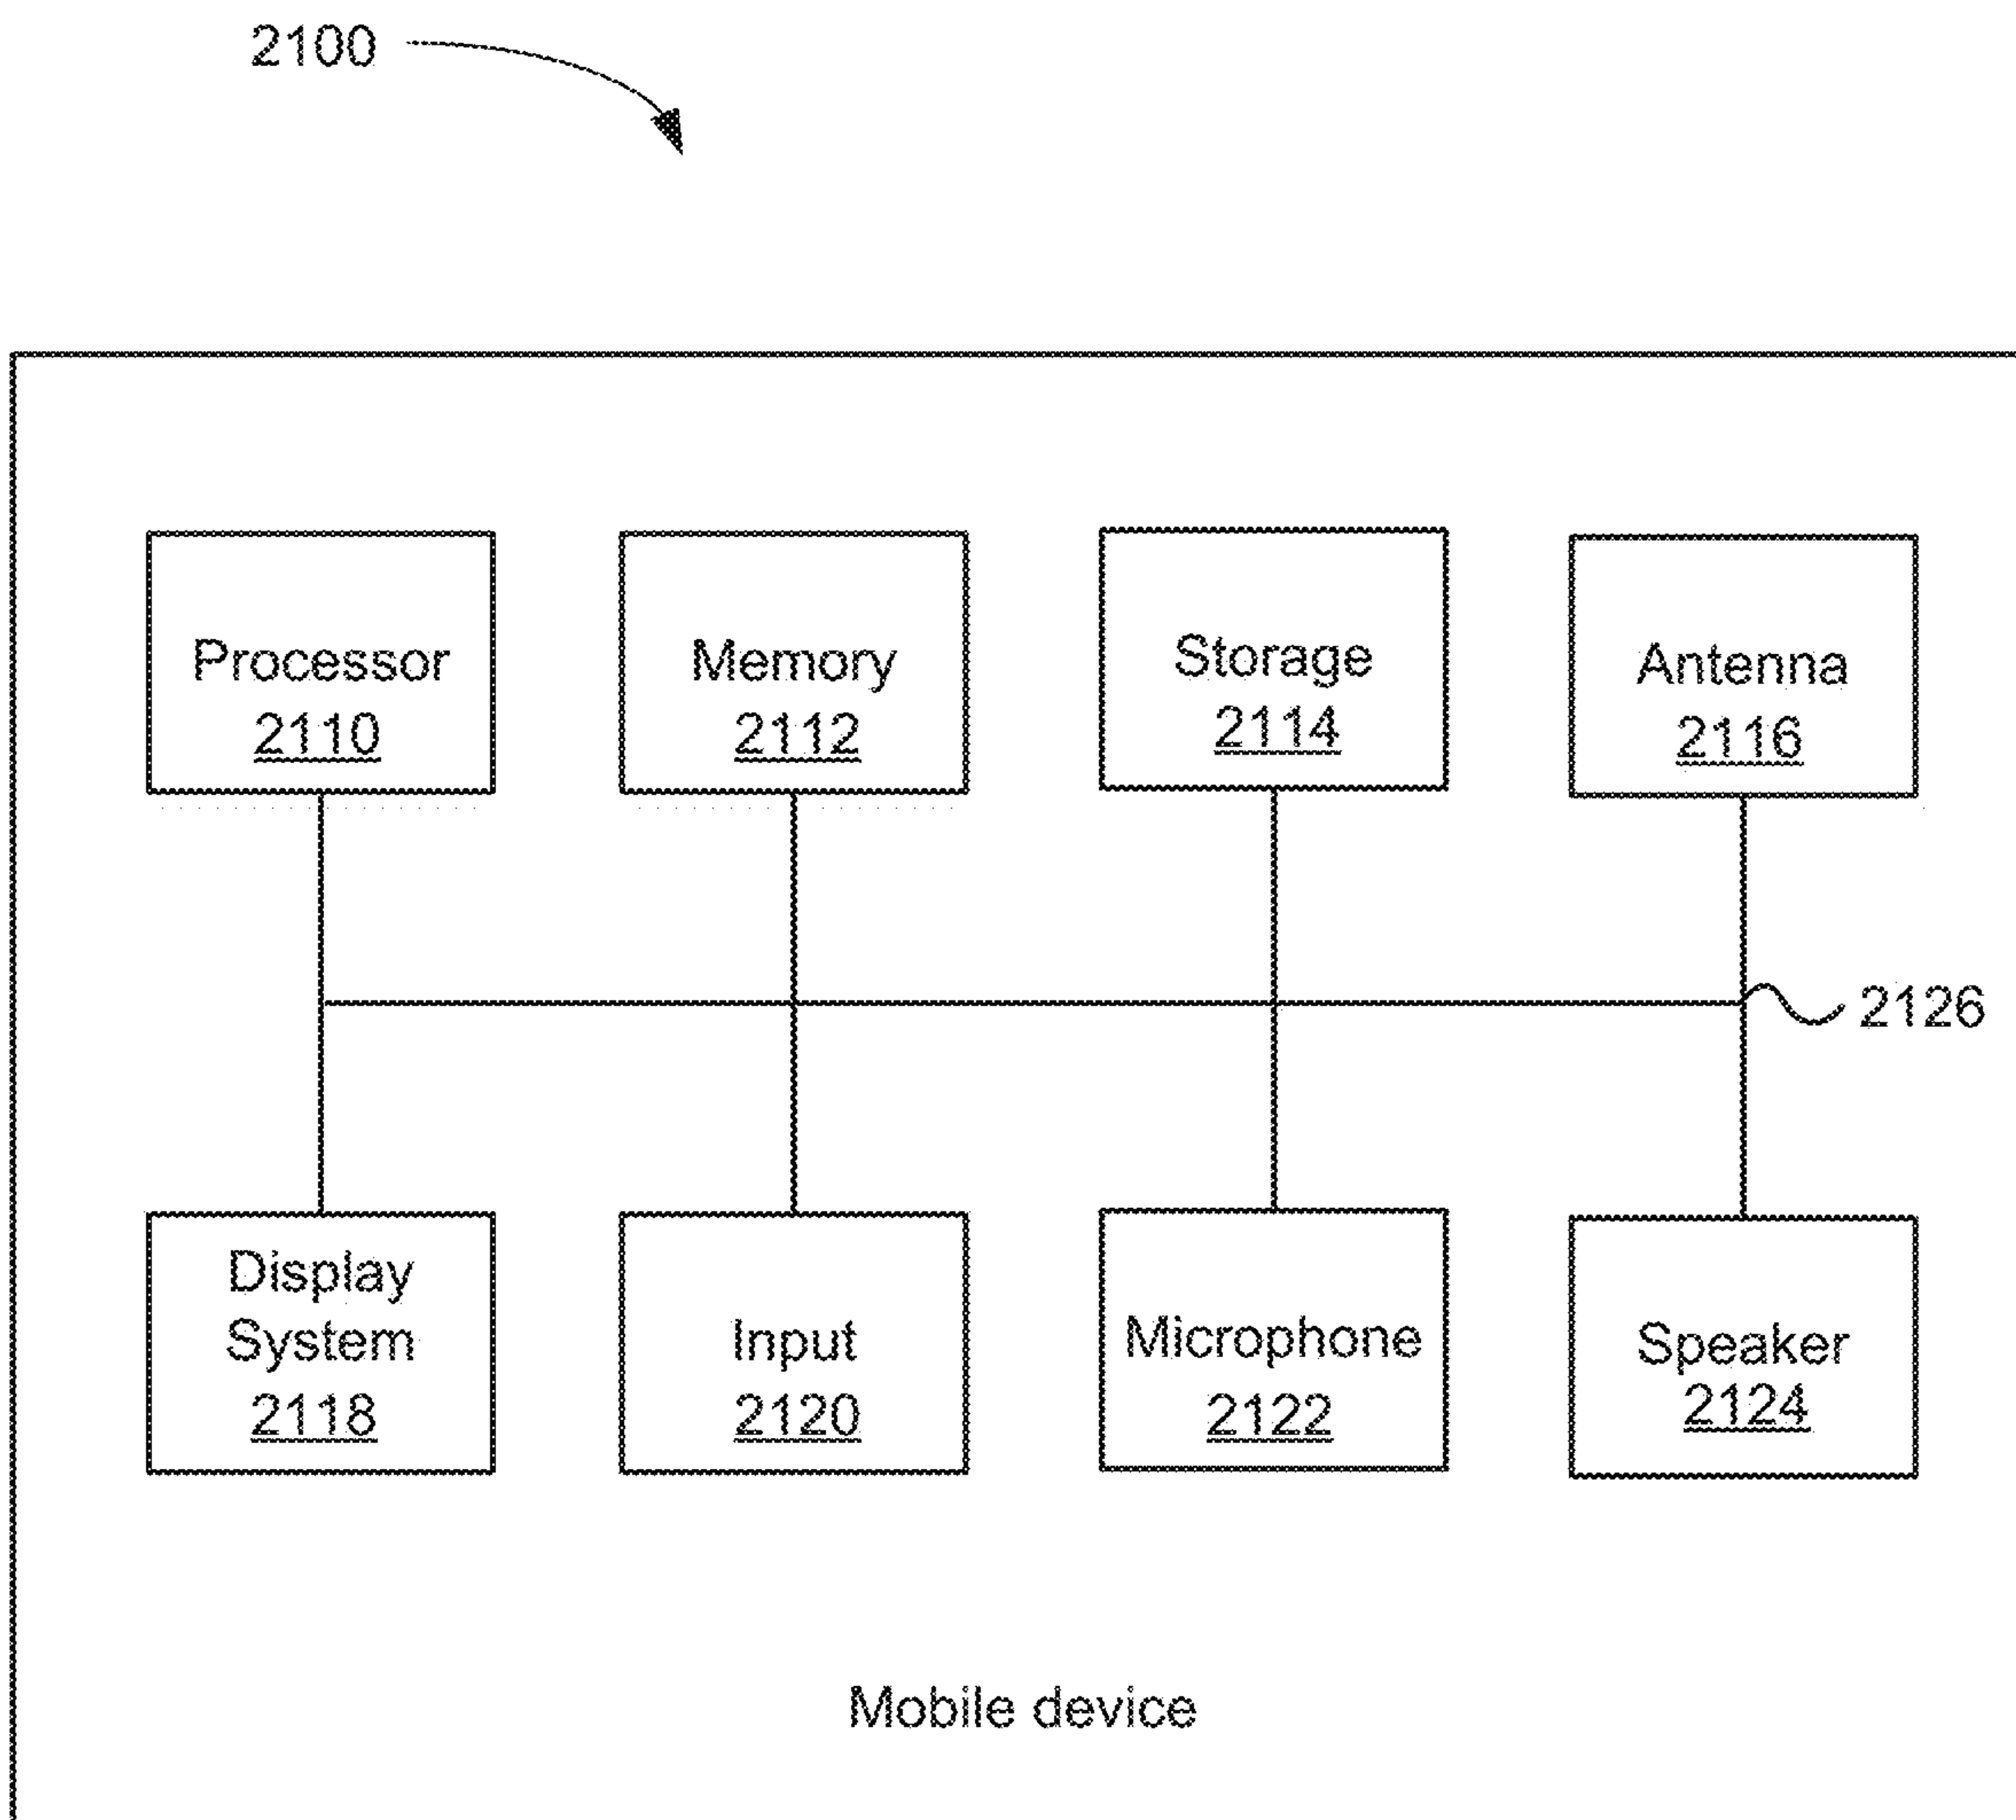 2100
Processor
2110
Memory
2112
Storage
2114
Antenna
2116
2126
Display
System
2118
Input
2120
Microphone
2122
Speaker
2124
Mobile device